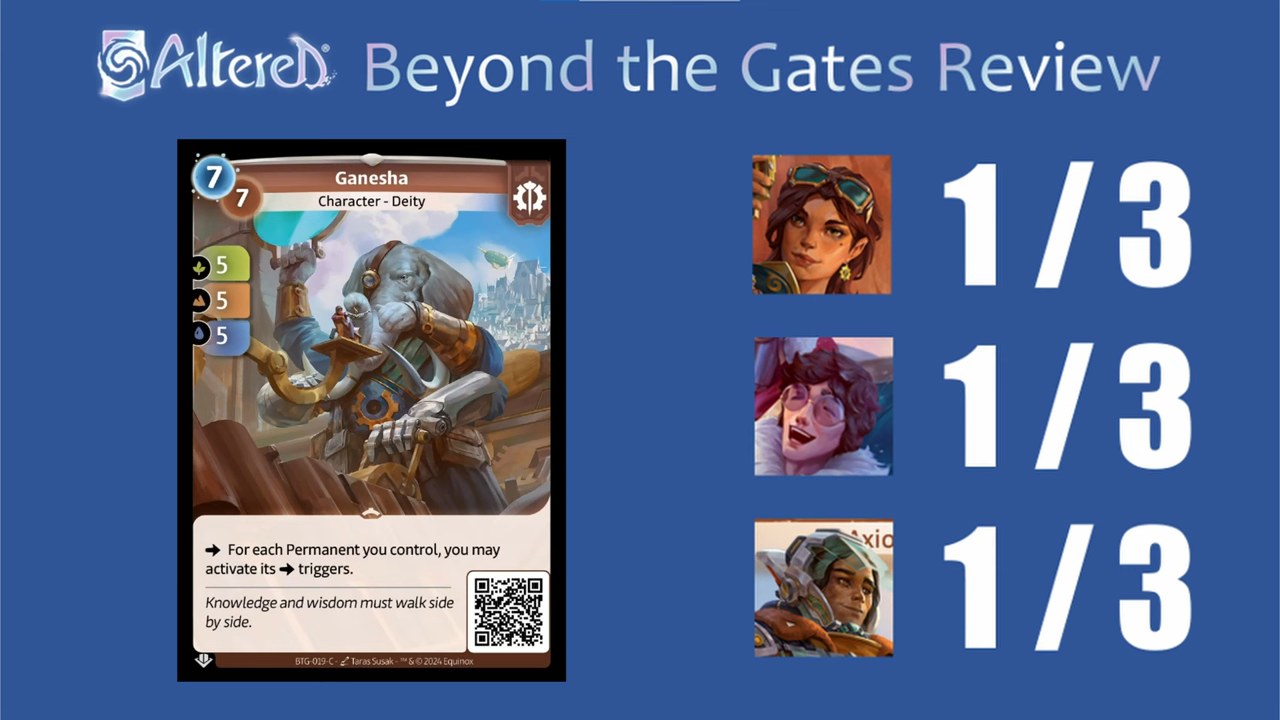 AltereD® Beyond the Gates Review
7
7
Ganesha
Character - Deity
5
5
5
➜ For each Permanent you control, you may
activate its ➜ triggers.
Knowledge and wisdom must walk side
by side.
BTG-019-C - Taras Susak - ™ & © 2024 Equinox
1 / 3
1 / 3
Axio
1 / 3